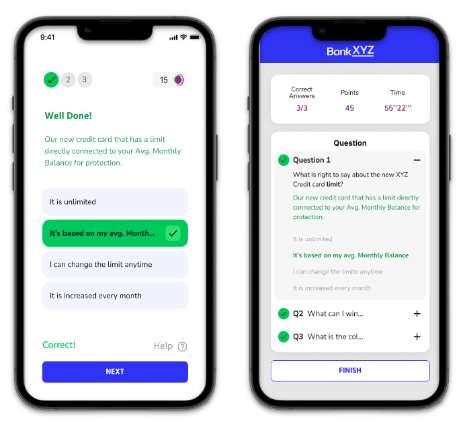 9:41
2 3
15
Well Done!
Our new credit card that has a limit
directly connected to your Avg. Monthly
Balance for protection.
It is unlimited
It's based on my avg. Month...
I can change the limit anytime
It is increased every month
Correct!
Help ?
NEXT
Bank XYZ
Correct
Answers
Points
Time
3/3
45
55"22'''
Question
Question 1
What is right to say about the new XYZ
Credit card limit?
Our new credit card that has a limit directly
connected to your Avg. Monthly Balance for
protection.
It is unlimited
It's based on my avg. Monthly Balance
I can change the limite anytime
It is increased every month
Q2 What can I win...
Q3 What is the col...
FINISH